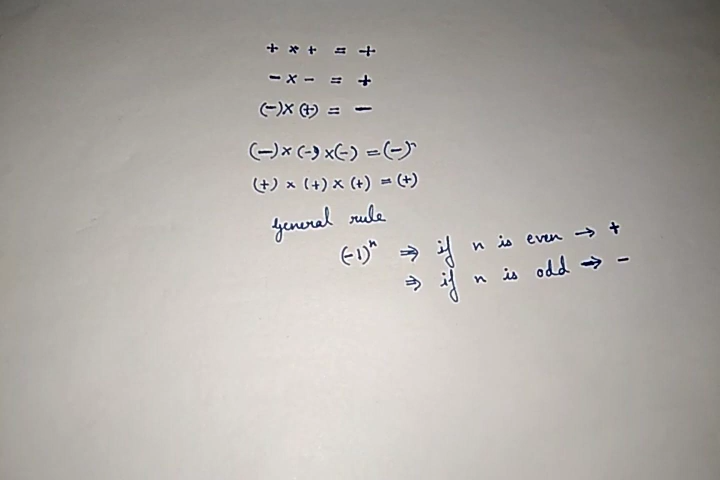 + × + = +
- × - = +
(-) × (+) = -
(-) × (-) × (-) = (-)ⁿ
(+) × (+) × (+) = (+)
general rule
(-1)ⁿ ⇒ if n is even → +
⇒ if n is odd → -